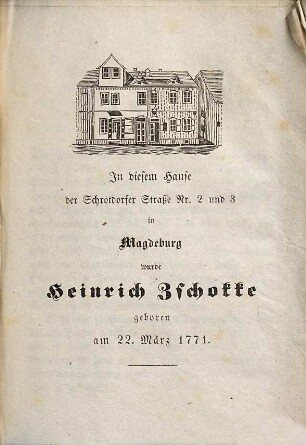 In diesem Hause
der Schrotdorfer Straße Nr. 2 und 3
in
Magdeburg
wurde
Heinrich Zschokke
geboren
am 22. März 1771.